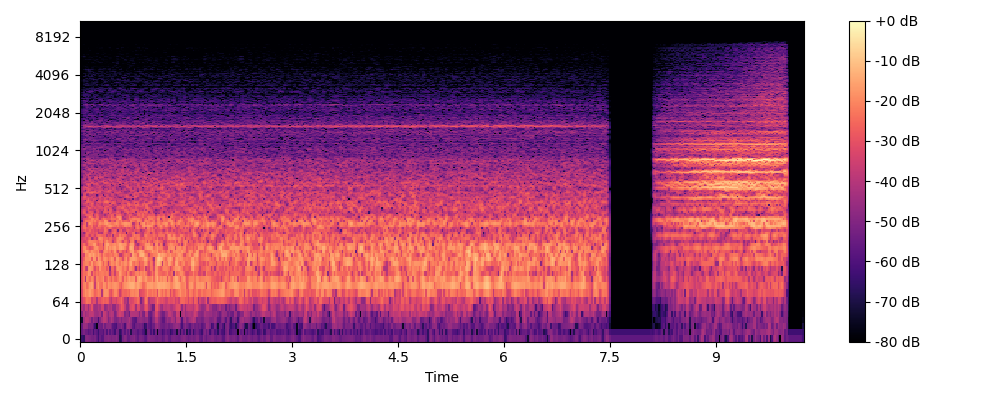 8192
4096
2048
1024
512
256
128
64
0
Hz
0 1.5 3 4.5 6 7.5 9
Time
+0 dB
-10 dB
-20 dB
-30 dB
-40 dB
-50 dB
-60 dB
-70 dB
-80 dB